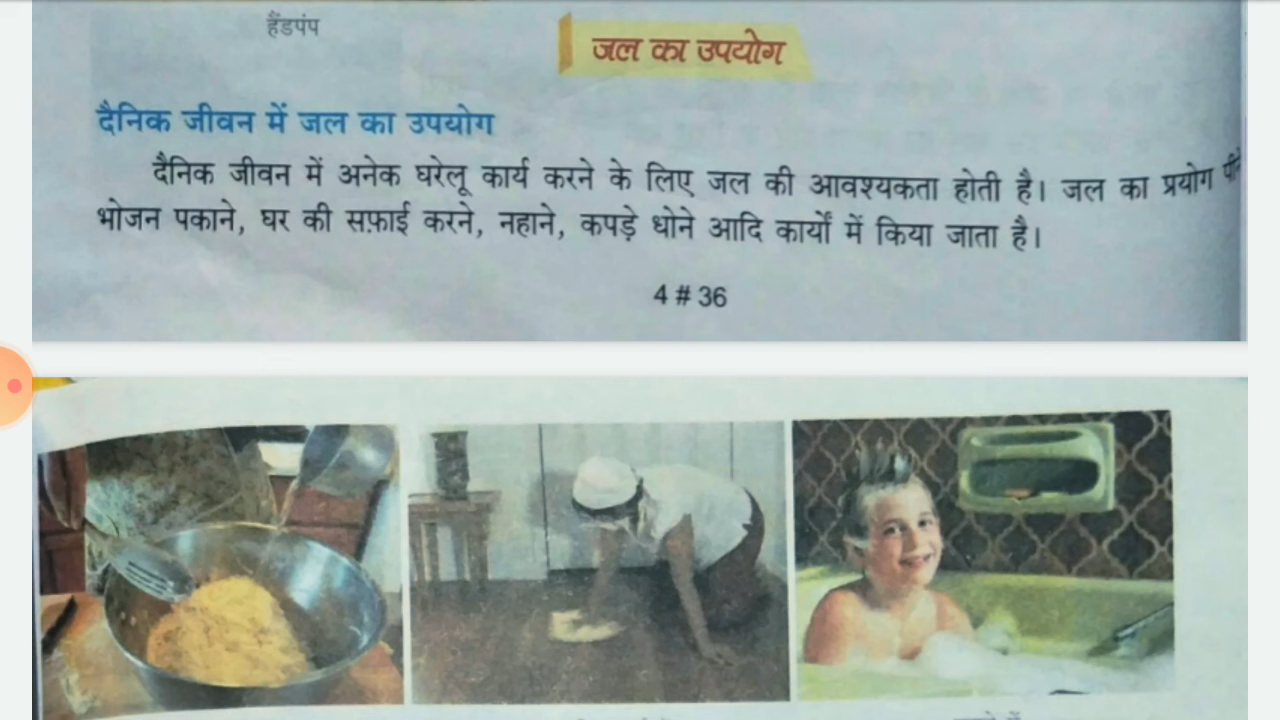 हैंडपंप
जल का उपयोग
दैनिक जीवन में जल का उपयोग
दैनिक जीवन में अनेक घरेलू कार्य करने के लिए जल की आवश्यकता होती है। जल का प्रयोग पीने
भोजन पकाने, घर की सफ़ाई करने, नहाने, कपड़े धोने आदि कार्यों में किया जाता है।
4 # 36